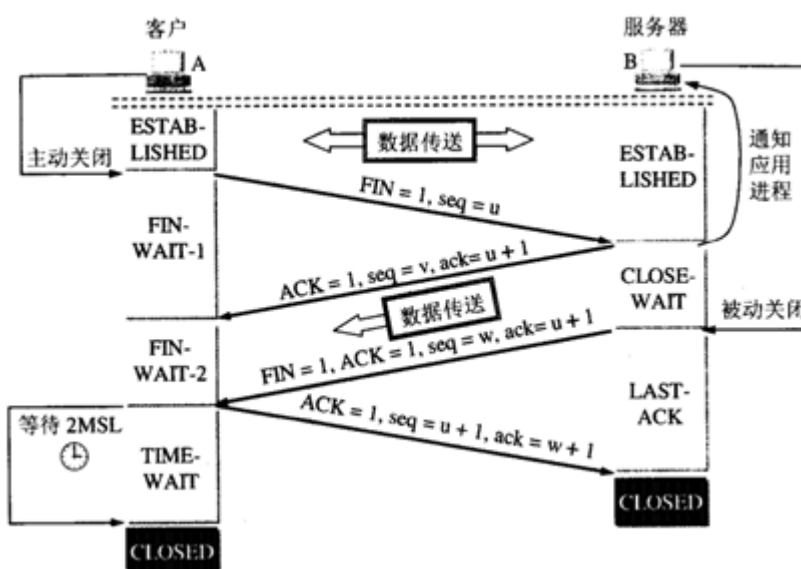 客户
服务器
A
B
ESTAB-
LISHED
数据传送
主动关闭
ESTAB-
LISHED
通知
应用
进程
FIN = 1, seq = u
FIN-
WAIT-1
ACK = 1, seq = v, ack= u + 1
CLOSE-
WAIT
数据传送
被动关闭
FIN-
WAIT-2
FIN = 1, ACK = 1, seq = w, ack= u + 1
LAST-
ACK
等待 2MSL
ACK = 1, seq = u + 1, ack = w + 1
TIME-
WAIT
CLOSED
CLOSED